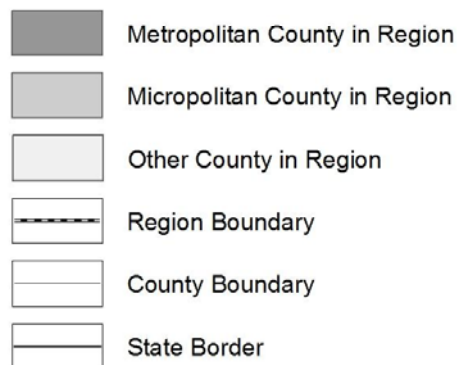 Metropolitan County in Region
Micropolitan County in Region
Other County in Region
Region Boundary
County Boundary
State Border